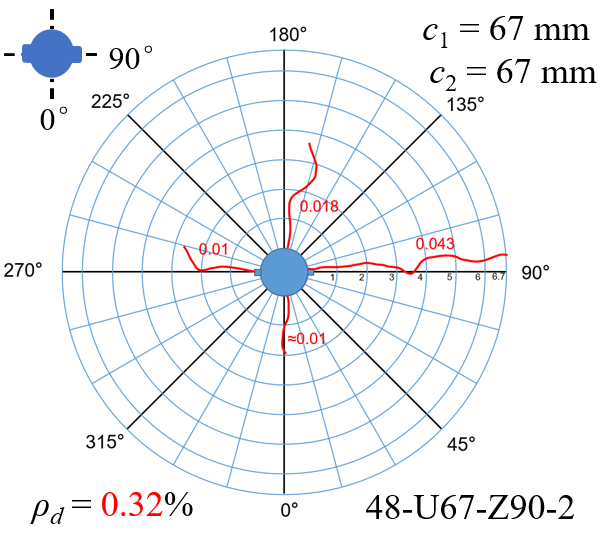 c1 = 67 mm
c2 = 67 mm
90°
0°
180°
225°
135°
0.018
0.01
0.043
270°
1 2 3 4 5 6 6.7
90°
≈0.01
315°
45°
0°
ρd = 0.32%
48-U67-Z90-2